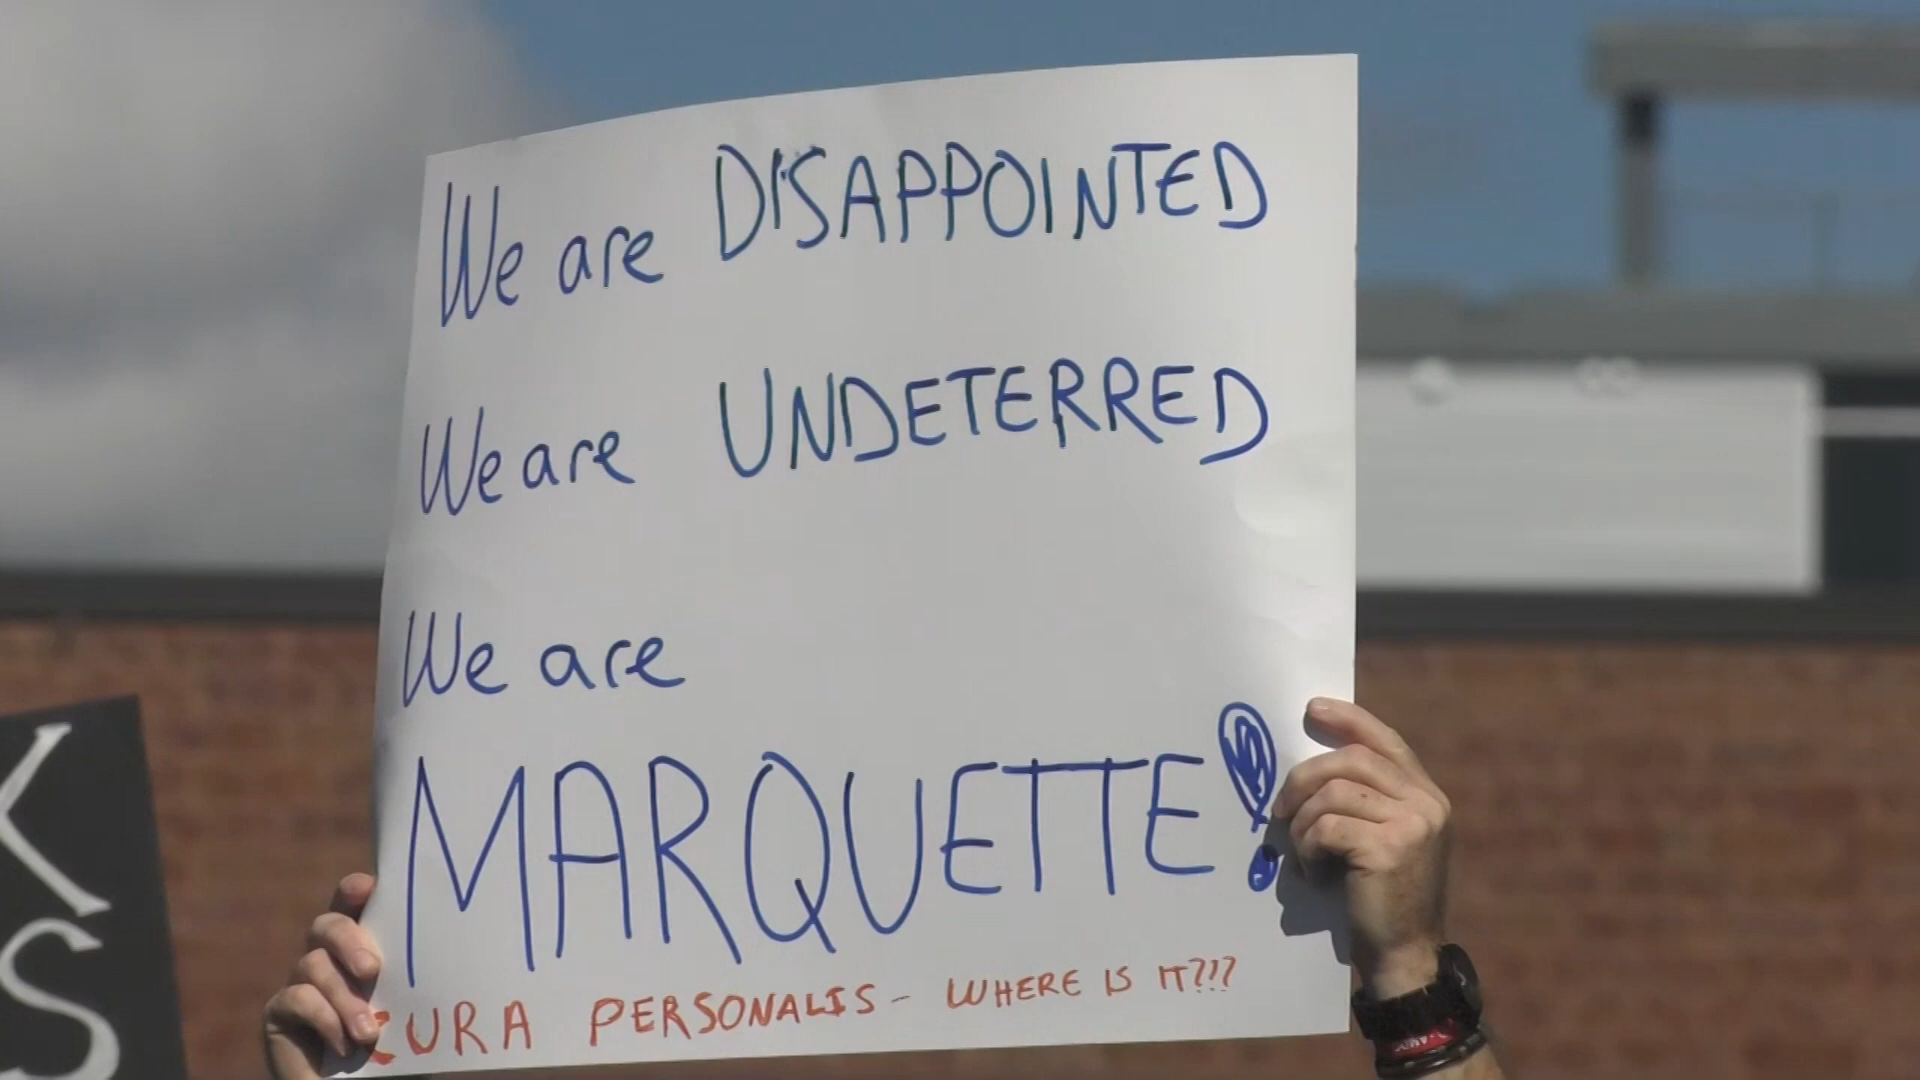 We are DISAPPOINTED
We are UNDETERRED
We are
MARQUETTE!
CURA PERSONALIS - WHERE IS IT?!?
K
S